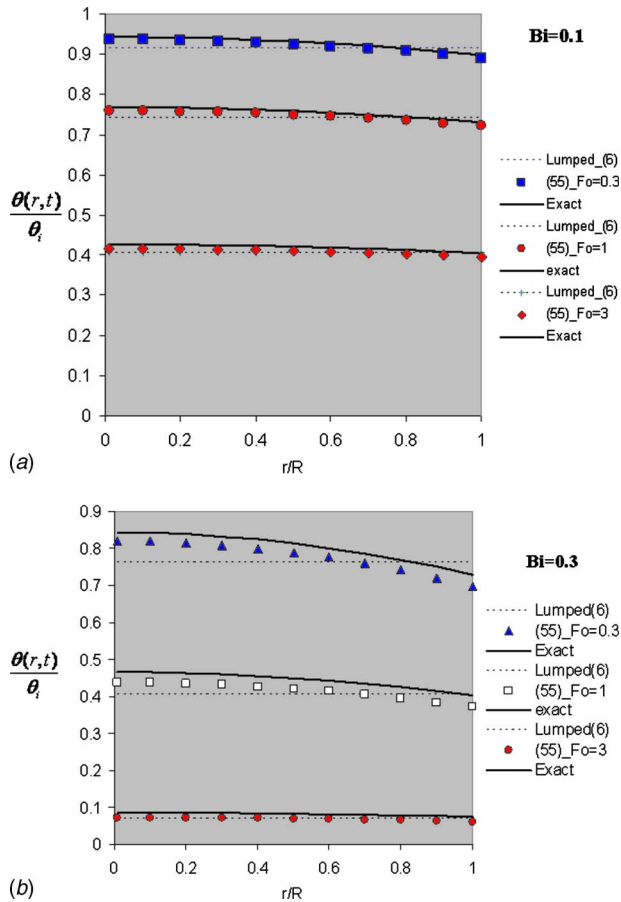 1
0.9
0.8
0.7
0.6
0.5
0.4
0.3
0.2
0.1
0
θ(r,t)
θi
0 0.2 0.4 0.6 0.8 1
r/R
(a)
Bi=0.1
Lumped_(6)
(55)_Fo=0.3
Exact
Lumped_(6)
(55)_Fo=1
exact
Lumped_(6)
(55)_Fo=3
Exact
0.9
0.8
0.7
0.6
0.5
0.4
0.3
0.2
0.1
0
θ(r,t)
θi
0 0.2 0.4 0.6 0.8 1
r/R
(b)
Bi=0.3
Lumped(6)
(55)_Fo=0.3
Exact
Lumped(6)
(55)_Fo=1
exact
Lumped(6)
(55)_Fo=3
Exact